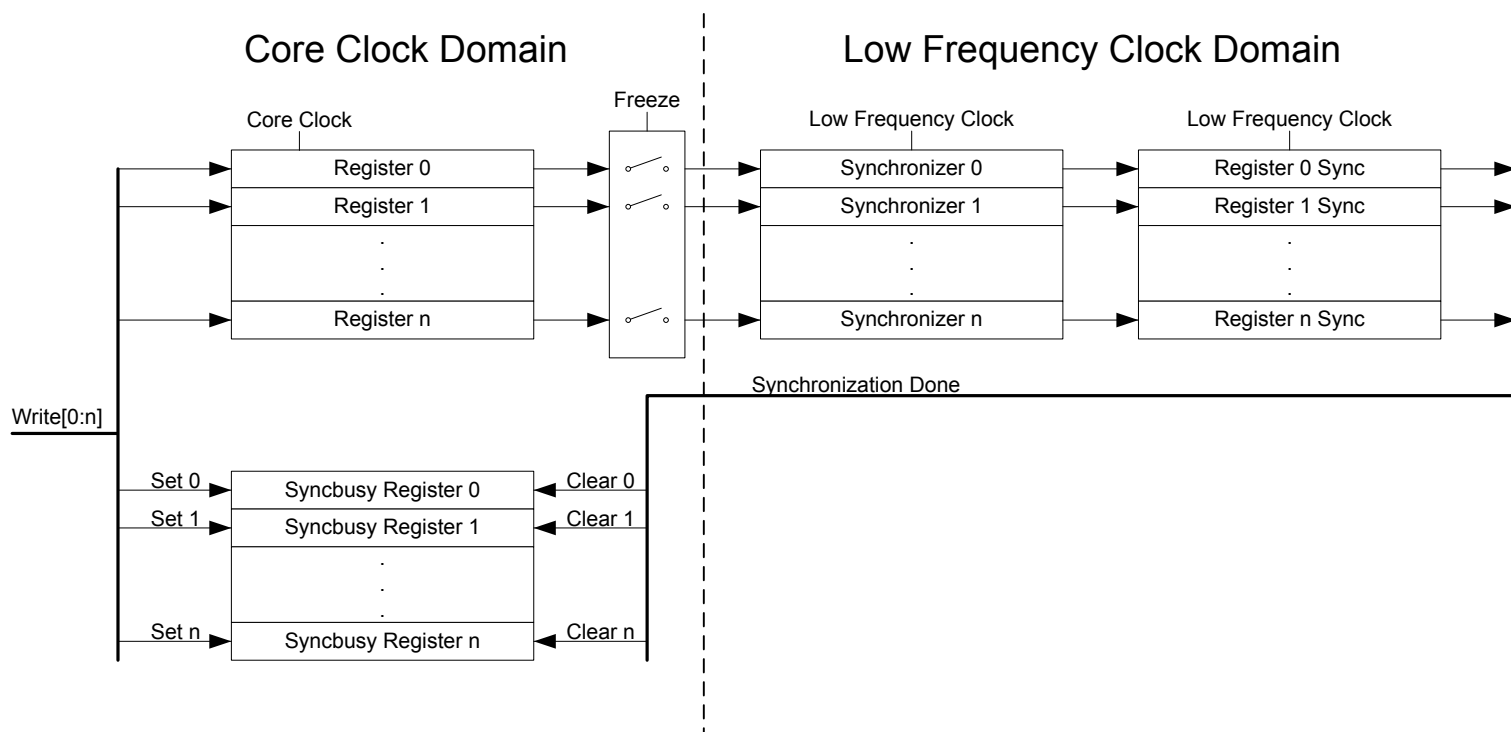 Core Clock Domain
Low Frequency Clock Domain
Freeze
Core Clock
Low Frequency Clock
Low Frequency Clock
Register 0
Synchronizer 0
Register 0 Sync
Register 1
Synchronizer 1
Register 1 Sync
.
.
.
.
.
.
.
.
.
Register n
Synchronizer n
Register n Sync
Synchronization Done
Write[0:n]
Set 0
Syncbusy Register 0
Clear 0
Set 1
Syncbusy Register 1
Clear 1
.
.
.
Set n
Syncbusy Register n
Clear n